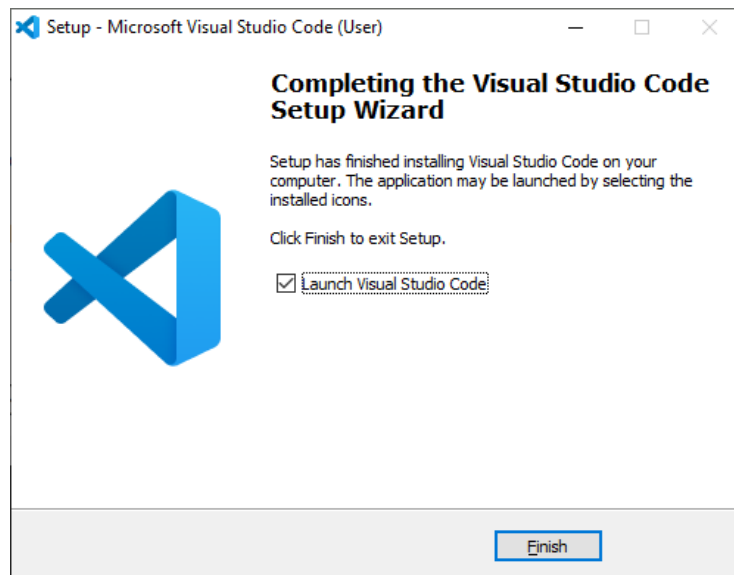 Setup - Microsoft Visual Studio Code (User)
Completing the Visual Studio Code
Setup Wizard
Setup has finished installing Visual Studio Code on your
computer. The application may be launched by selecting the
installed icons.
Click Finish to exit Setup.
Launch Visual Studio Code
Finish